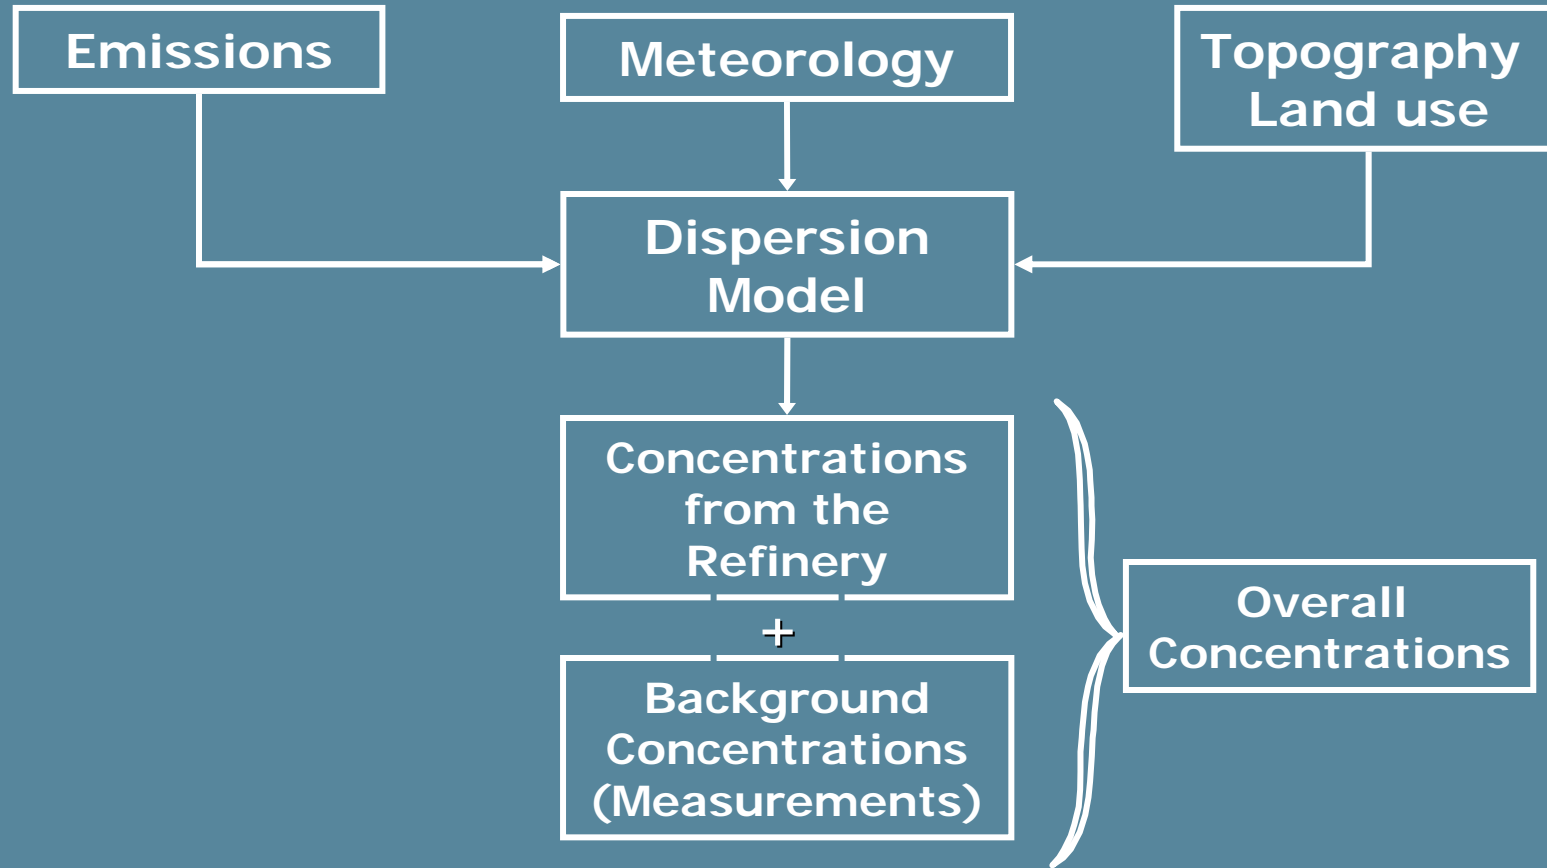 Emissions
Meteorology
Topography
Land use
Dispersion
Model
Concentrations
from the
Refinery
+
Background
Concentrations
(Measurements)
Overall
Concentrations